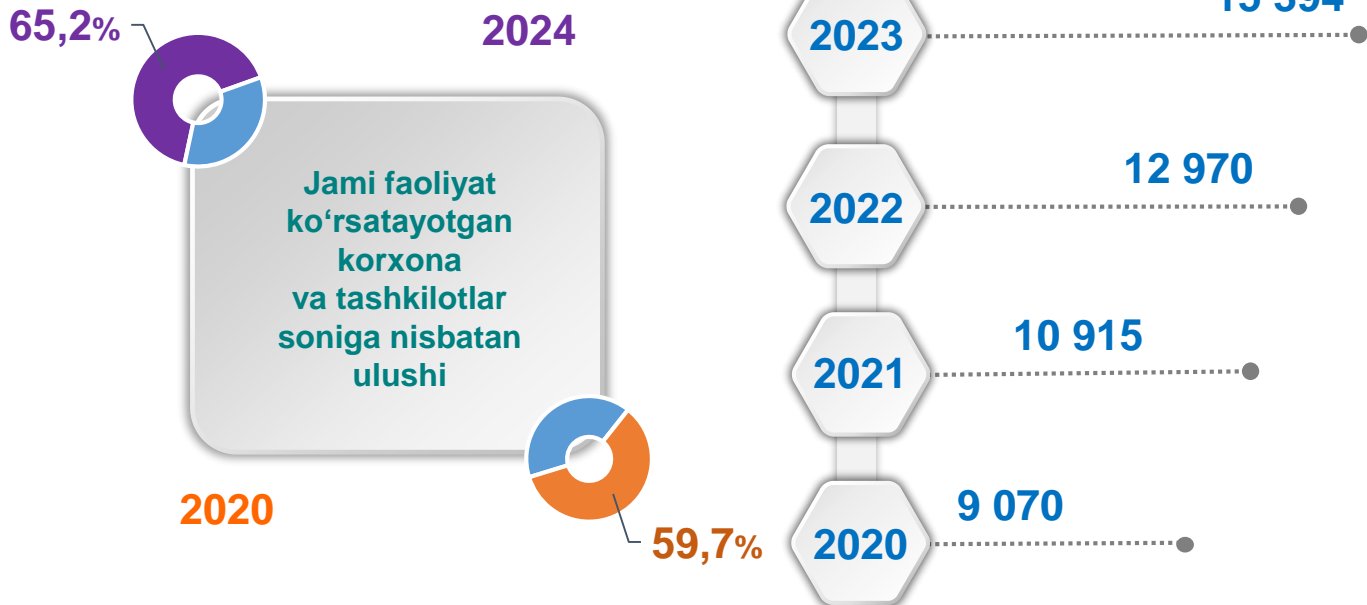 65,2%
2024
Jami faoliyat
ko‘rsatayotgan
korxona
va tashkilotlar
soniga nisbatan
ulushi
2020
59,7%
2023
2022
12 970
2021
10 915
2020
9 070